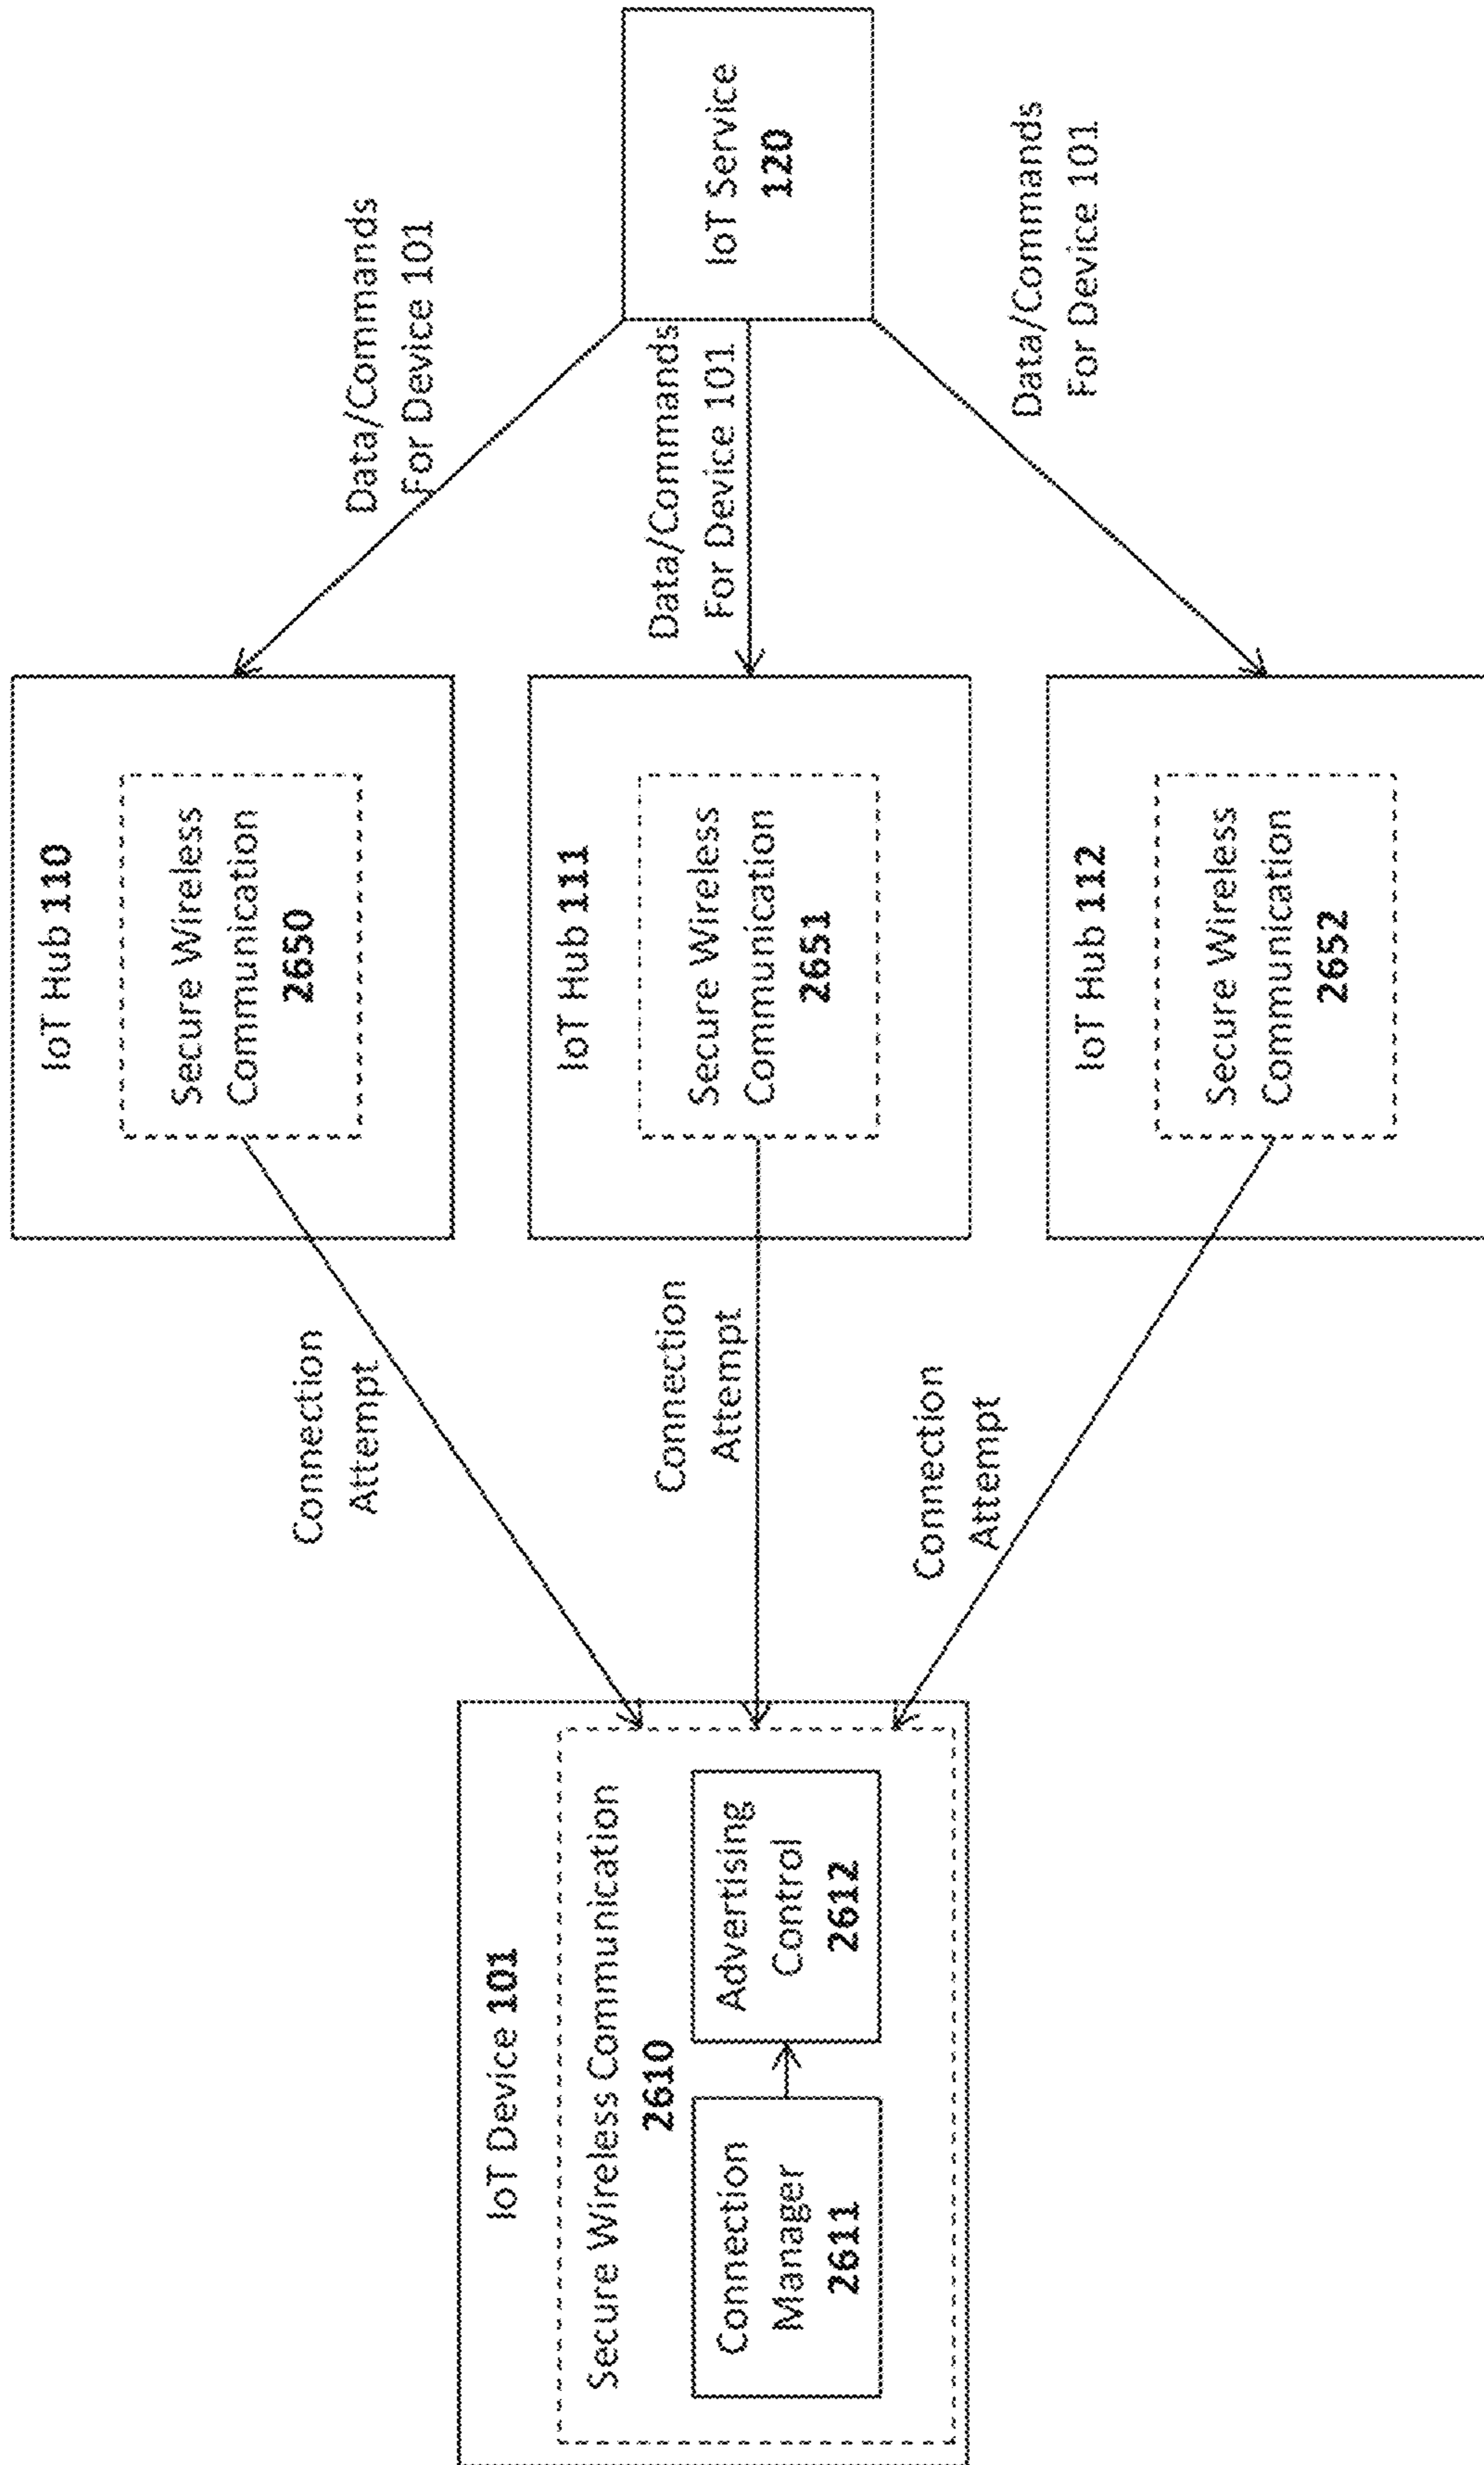 IoT Device 101
Secure Wireless Communication
2610
Connection
Manager
2611
Advertising
Control
2612
Connection
Attempt
Connection
Attempt
Connection
Attempt
IoT Hub 110
Secure Wireless
Communication
2650
IoT Hub 111
Secure Wireless
Communication
2651
IoT Hub 112
Secure Wireless
Communication
2652
Data/Commands
For Device 101
Data/Commands
For Device 101
Data/Commands
For Device 101
IoT Service
120